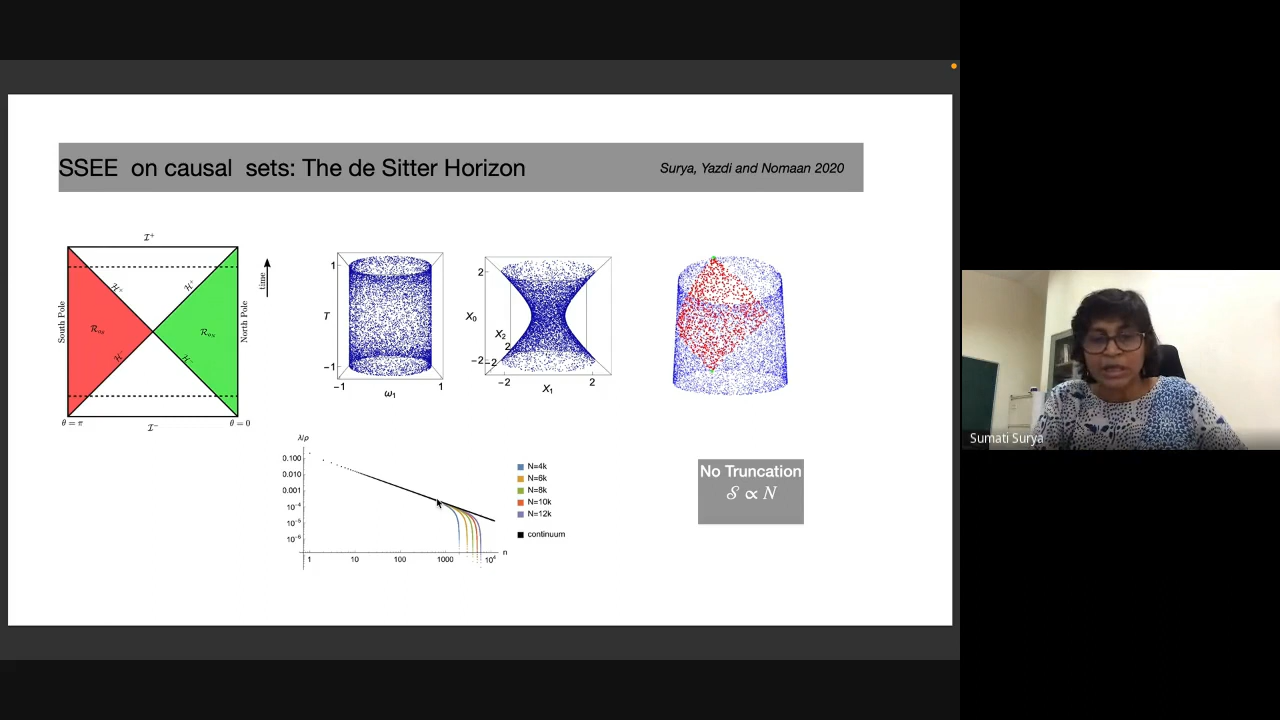 SSEE on causal sets: The de Sitter Horizon
Surya, Yazdi and Nomaan 2020
ℐ⁺
ℋ⁺ ℋ⁺
South Pole
North Pole
ℋ⁻ ℋ⁻
θ = π
ℐ⁻
θ = 0
time
1
T
−1
−1
1
ω₁
2
X₀
X₂
2
−2
−2
−2
2
X₁
λ/ρ
0.100
0.010
0.001
10⁻⁴
10⁻⁵
10⁻⁶
1 10 100 1000 10⁴
n
N=4k
N=6k
N=8k
N=10k
N=12k
continuum
No Truncation
𝒮 ∝ N
Sumati Surya